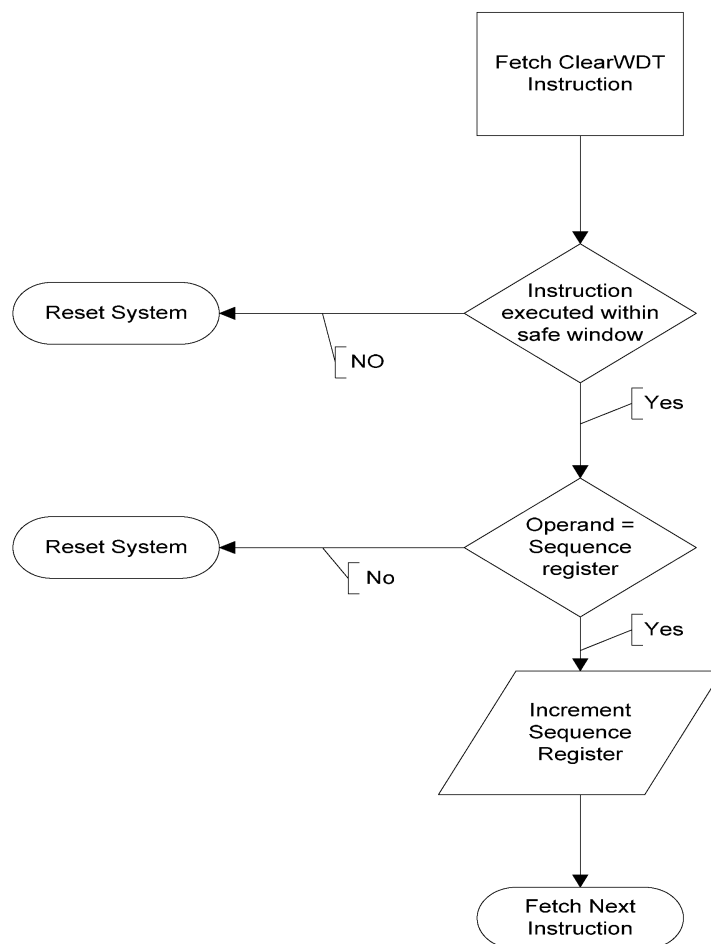 Fetch ClearWDT
Instruction
Instruction
executed within
safe window
Reset System
NO
Yes
Operand =
Sequence
register
Reset System
No
Yes
Increment
Sequence
Register
Fetch Next
Instruction